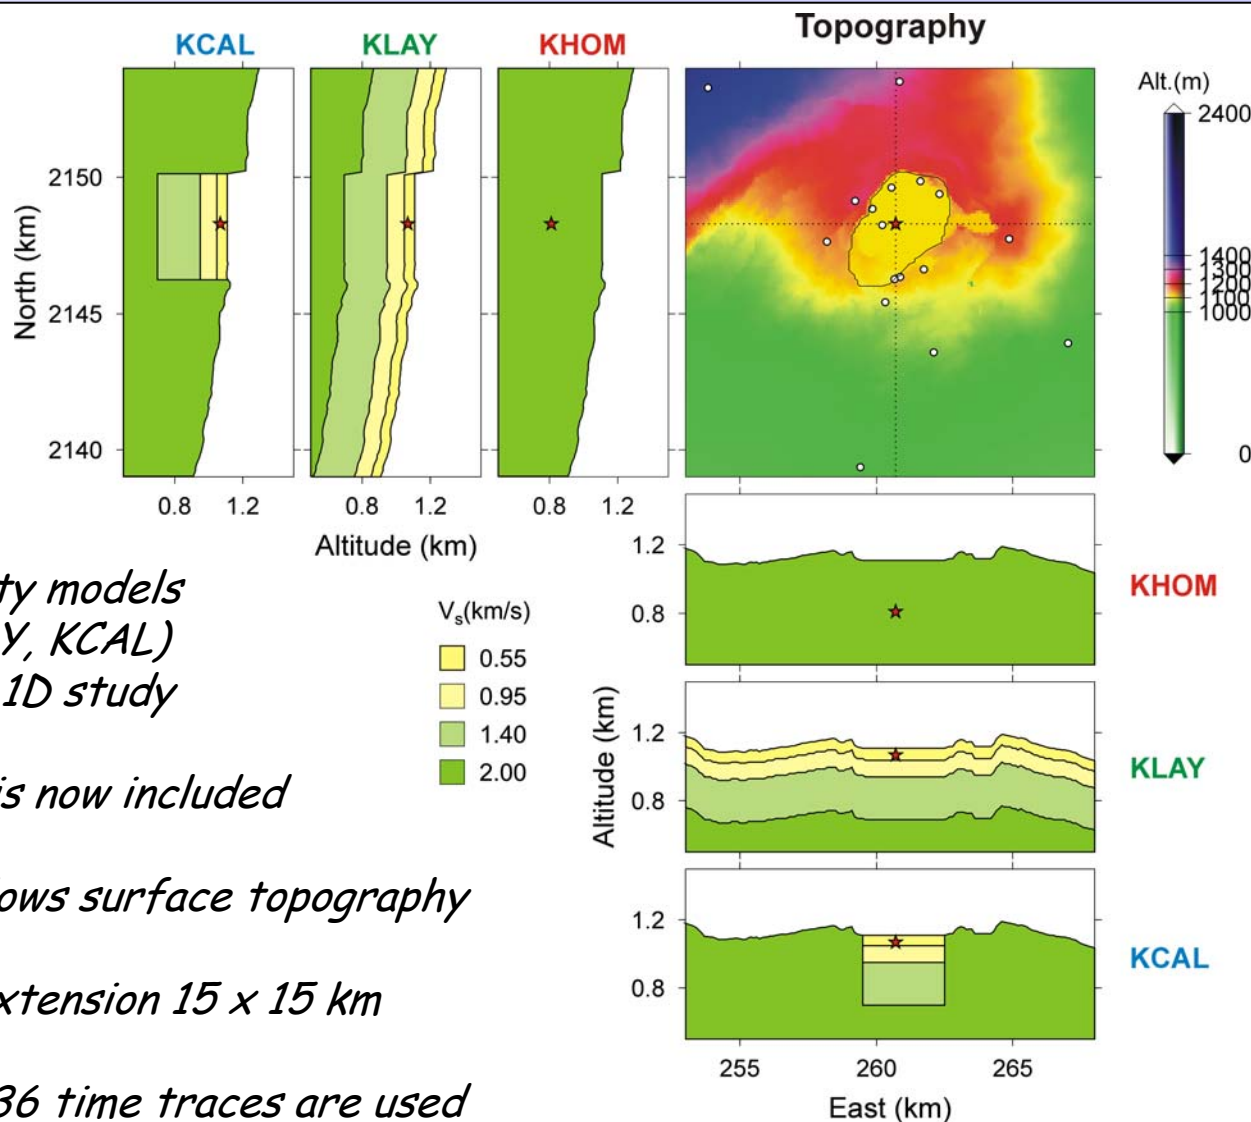 Topography
KCAL
KLAY
KHOM
Alt.(m)
2400
1400
1300
1200
1100
1000
0
North (km)
2150
2145
2140
0.8 1.2
0.8 1.2
0.8 1.2
Altitude (km)
ty models
Y, KCAL)
1D study
is now included
lows surface topography
xtension 15 x 15 km
36 time traces are used
Vs(km/s)
0.55
0.95
1.40
2.00
Altitude (km)
1.2
0.8
KHOM
1.2
0.8
KLAY
1.2
0.8
KCAL
255 260 265
East (km)